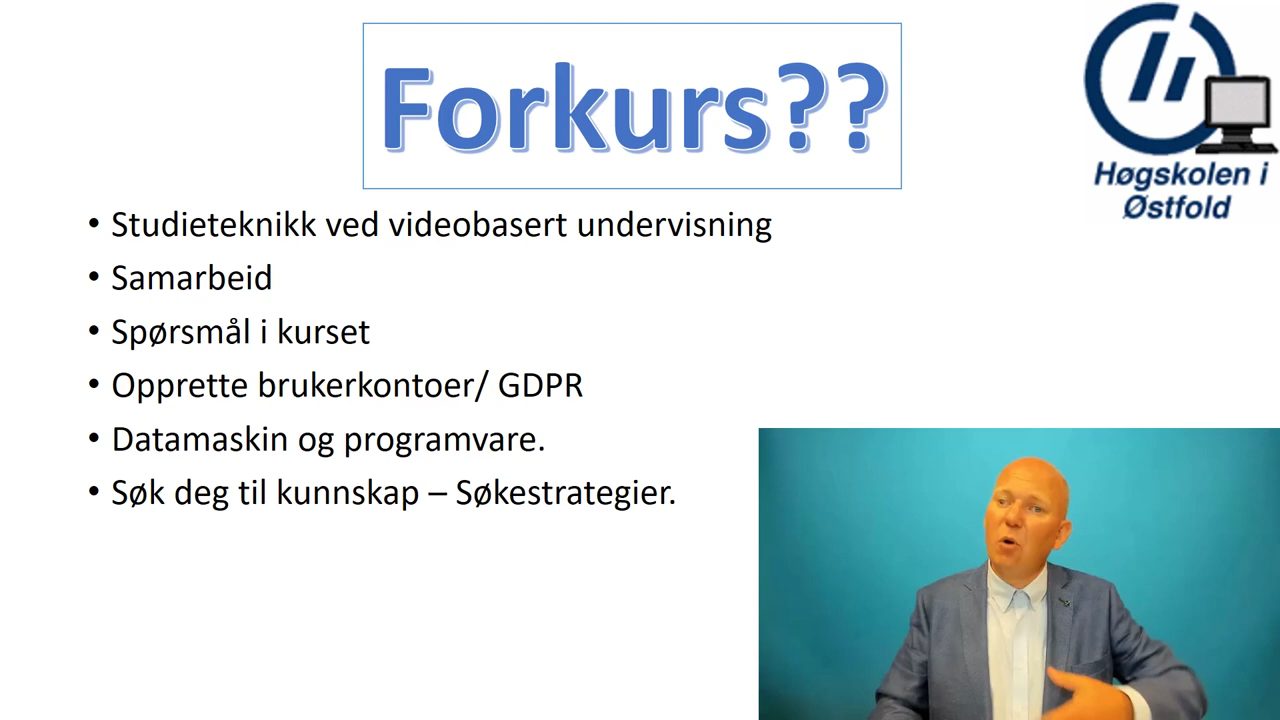 Forkurs??
Høgskolen i
Østfold
• Studieteknikk ved videobasert undervisning
• Samarbeid
• Spørsmål i kurset
• Opprette brukerkontoer/ GDPR
• Datamaskin og programvare.
• Søk deg til kunnskap – Søkestrategier.